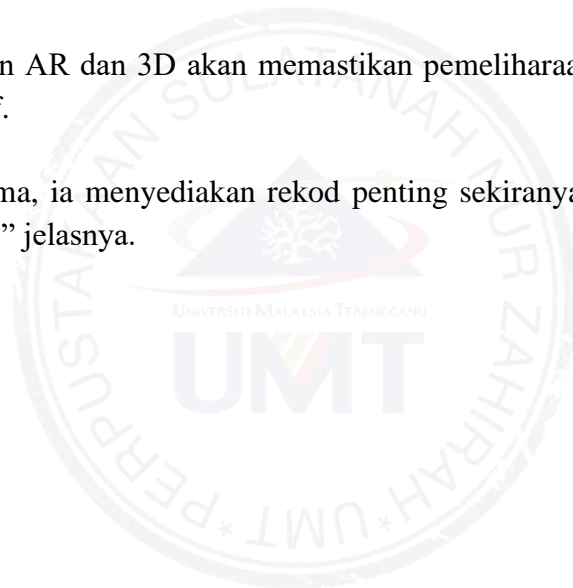 n AR dan 3D akan memastikan pemeliharaa
f.
ma, ia menyediakan rekod penting sekiranya
” jelasnya.
PERPUSTAKAAN SULTANAH NUR ZAHIRAH UMT
UNIVERSITI MALAYSIA TERENGGANU
UMT